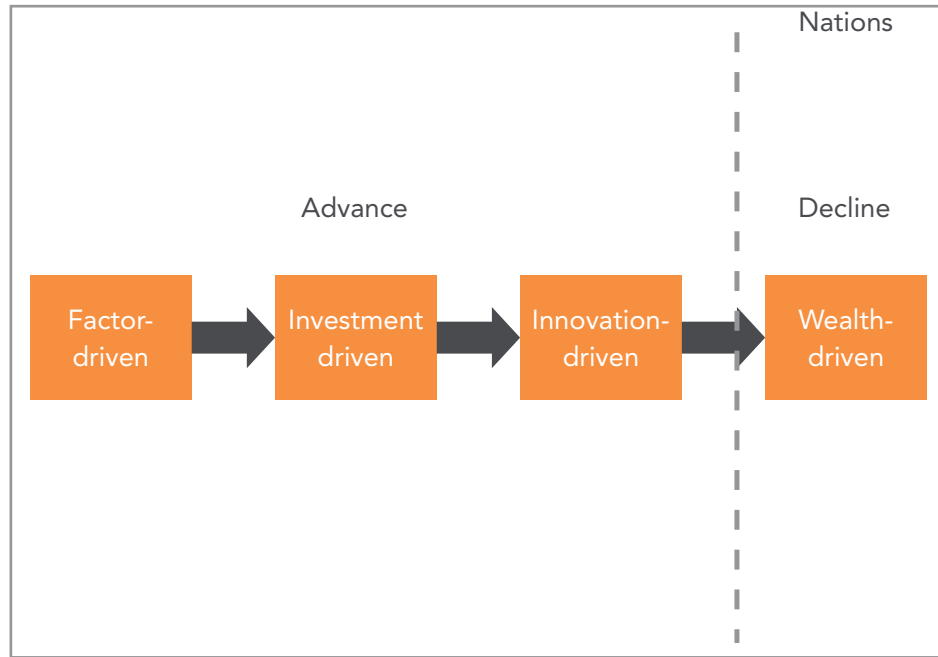 Nations
Advance
Decline
Factor-
driven
Investment
driven
Innovation-
driven
Wealth-
driven